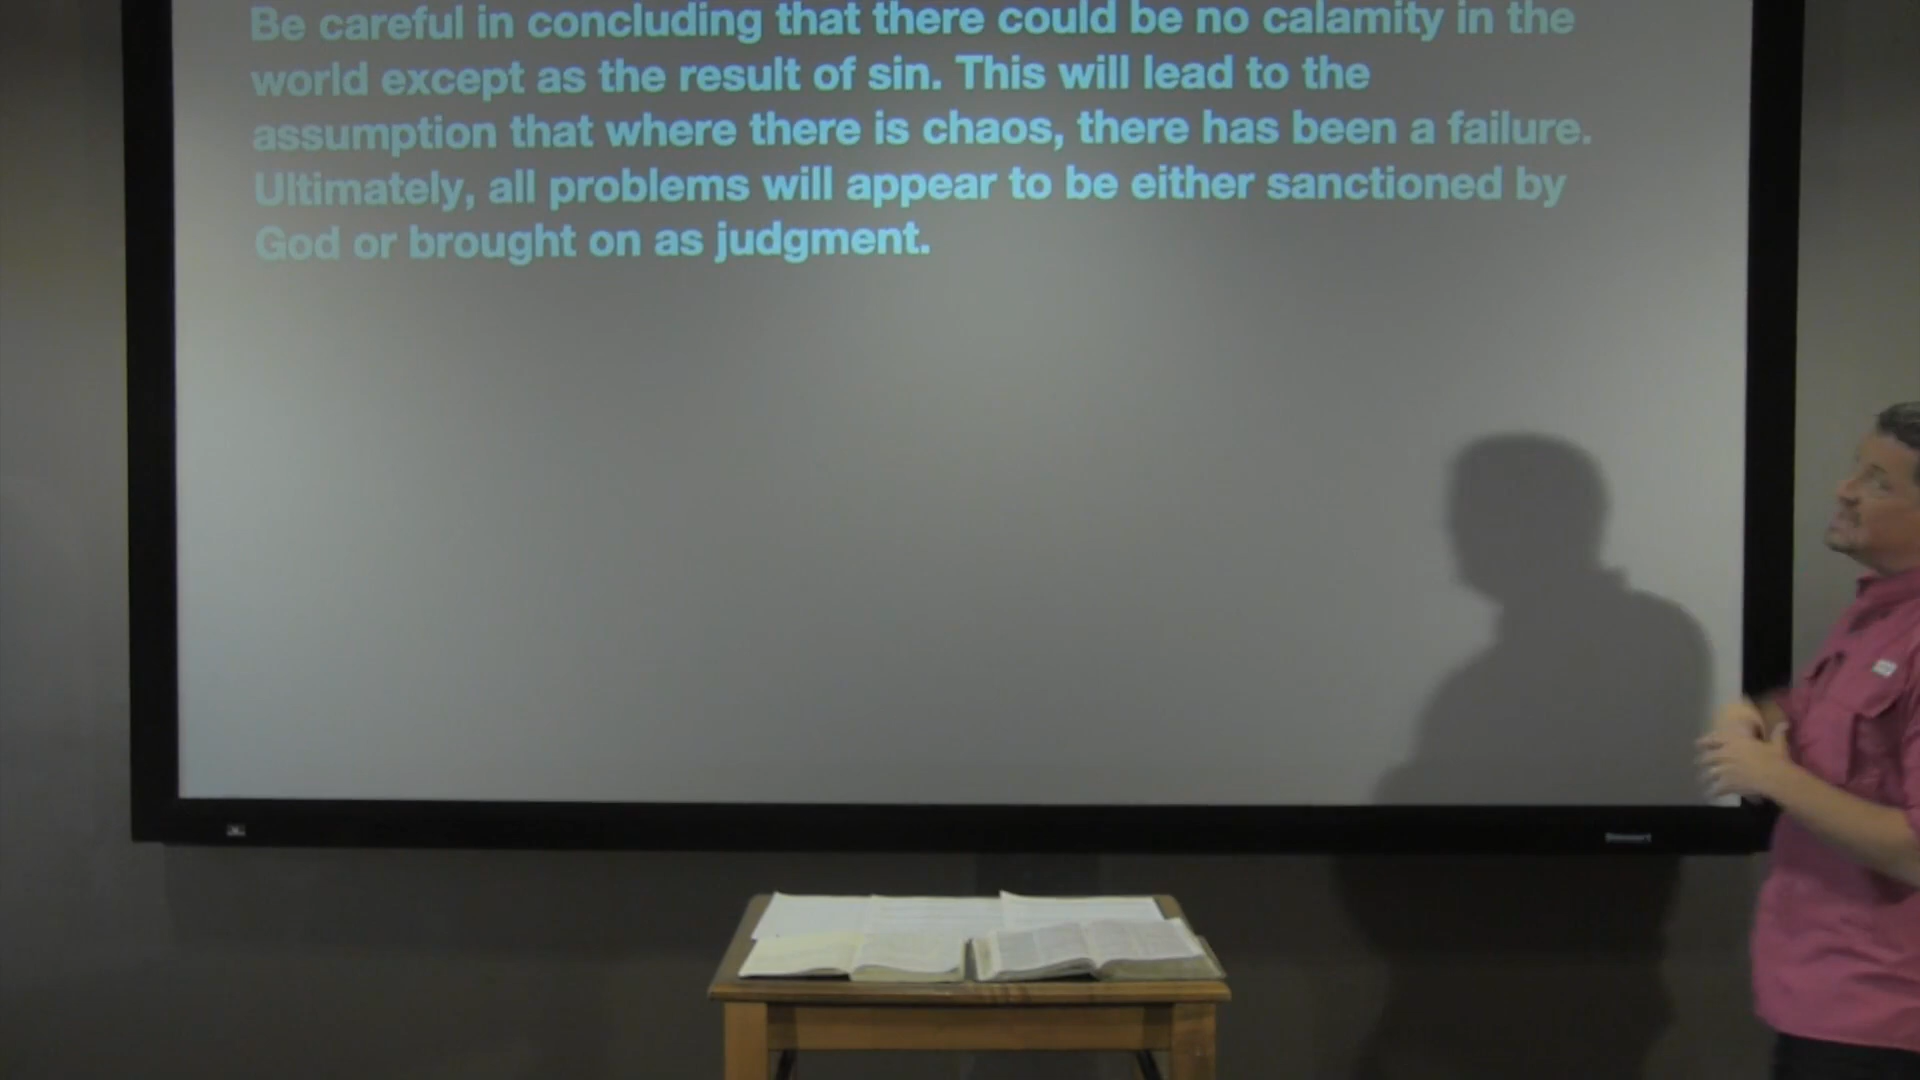 Be careful in concluding that there could be no calamity in the
world except as the result of sin. This will lead to the
assumption that where there is chaos, there has been a failure.
Ultimately, all problems will appear to be either sanctioned by
God or brought on as judgment.